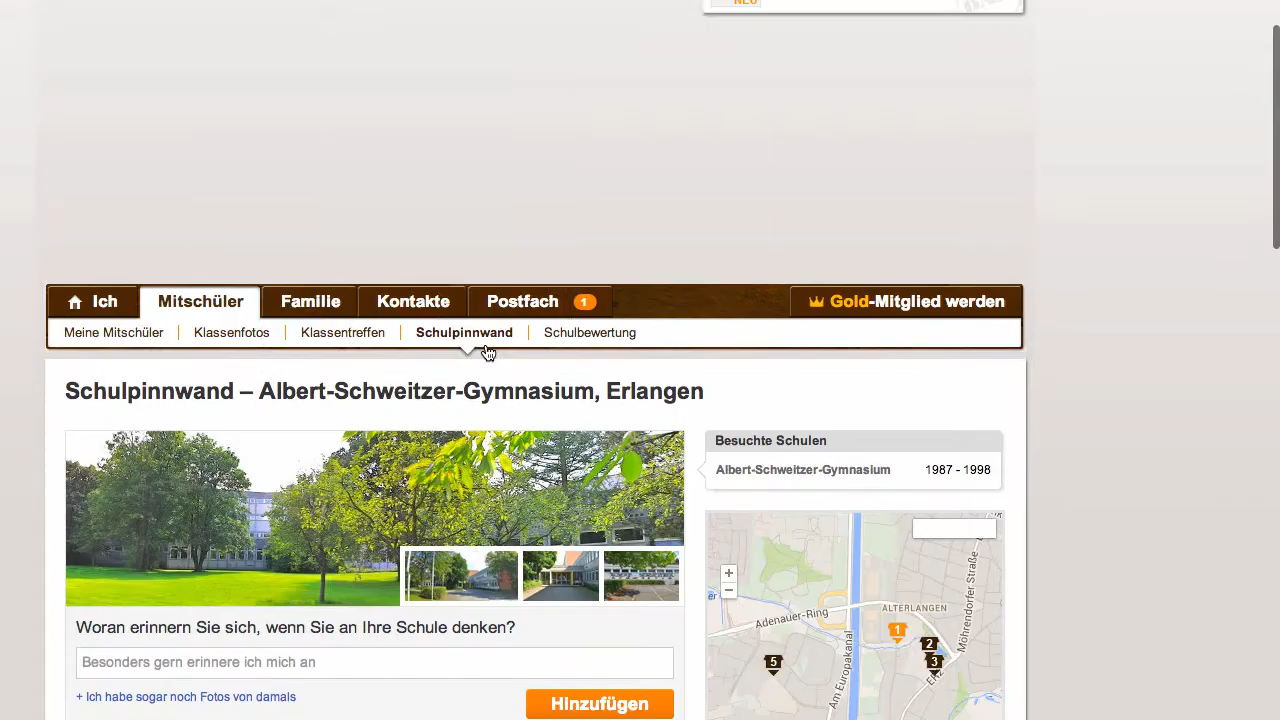 NEU
Ich
Mitschüler
Familie
Kontakte
Postfach 1
Gold-Mitglied werden
Meine Mitschüler
Klassenfotos
Klassentreffen
Schulpinnwand
Schulbewertung
Schulpinnwand – Albert-Schweitzer-Gymnasium, Erlangen
Besuchte Schulen
Albert-Schweitzer-Gymnasium 1987 - 1998
Woran erinnern Sie sich, wenn Sie an Ihre Schule denken?
Besonders gern erinnere ich mich an
+ Ich habe sogar noch Fotos von damals
Hinzufügen
+
−
ALTERLANGEN
Adenauer-Ring
Möhrendorfer Straße
Am Europakanal
1
2
3
5